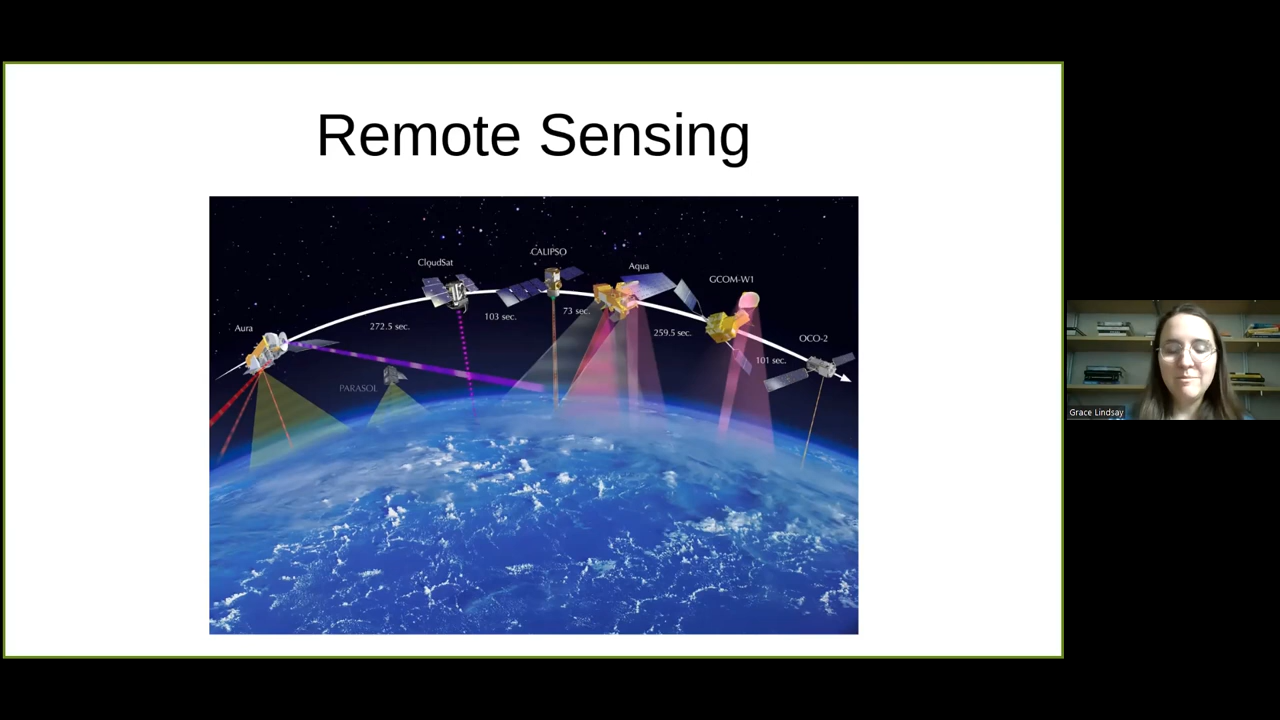 Remote Sensing
CALIPSO
CloudSat
Aqua
GCOM-W1
Aura
272.5 sec.
103 sec.
73 sec.
259.5 sec.
OCO-2
101 sec.
PARASOL
Grace Lindsay